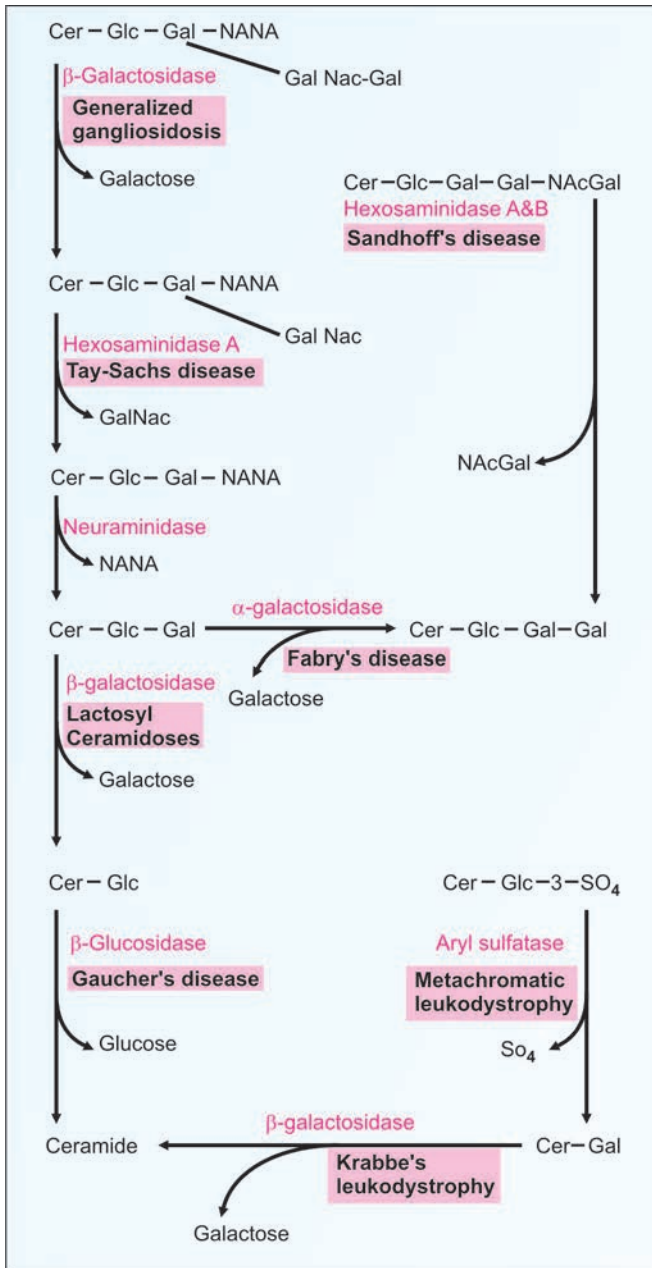 Cer – Glc – Gal – NANA
Gal Nac-Gal
β-Galactosidase
Generalized
gangliosidosis
Galactose
Cer – Glc – Gal – Gal – NAcGal
Hexosaminidase A&B
Sandhoff's disease
Cer – Glc – Gal – NANA
Gal Nac
Hexosaminidase A
Tay-Sachs disease
GalNac
NAcGal
Cer – Glc – Gal – NANA
Neuraminidase
NANA
α-galactosidase
Cer – Glc – Gal
Cer – Glc – Gal – Gal
Fabry's disease
Galactose
β-galactosidase
Lactosyl
Ceramidoses
Galactose
Cer – Glc
Cer – Glc – 3 – SO₄
β-Glucosidase
Gaucher's disease
Glucose
Aryl sulfatase
Metachromatic
leukodystrophy
So₄
β-galactosidase
Ceramide
Cer – Gal
Krabbe's
leukodystrophy
Galactose